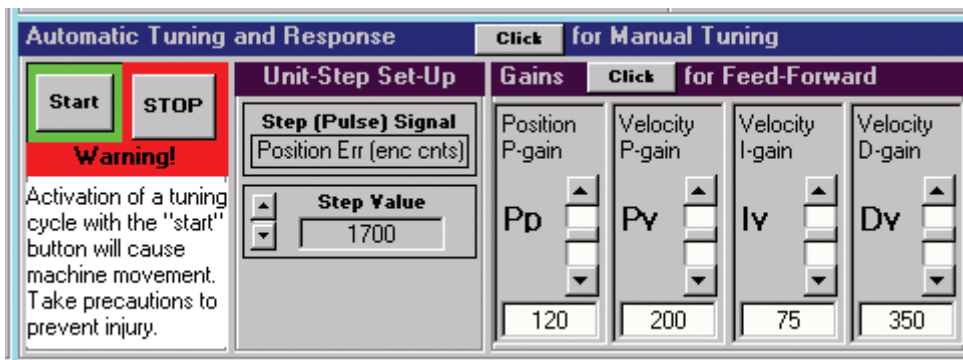 Automatic Tuning and Response Click for Manual Tuning
Start STOP
Warning!
Activation of a tuning
cycle with the "start"
button will cause
machine movement.
Take precautions to
prevent injury.
Unit-Step Set-Up
Step (Pulse) Signal
Position Err (enc cnts)
Step Value
1700
Gains Click for Feed-Forward
Position
P-gain
Pp
120
Velocity
P-gain
Pv
200
Velocity
I-gain
Iv
75
Velocity
D-gain
Dv
350